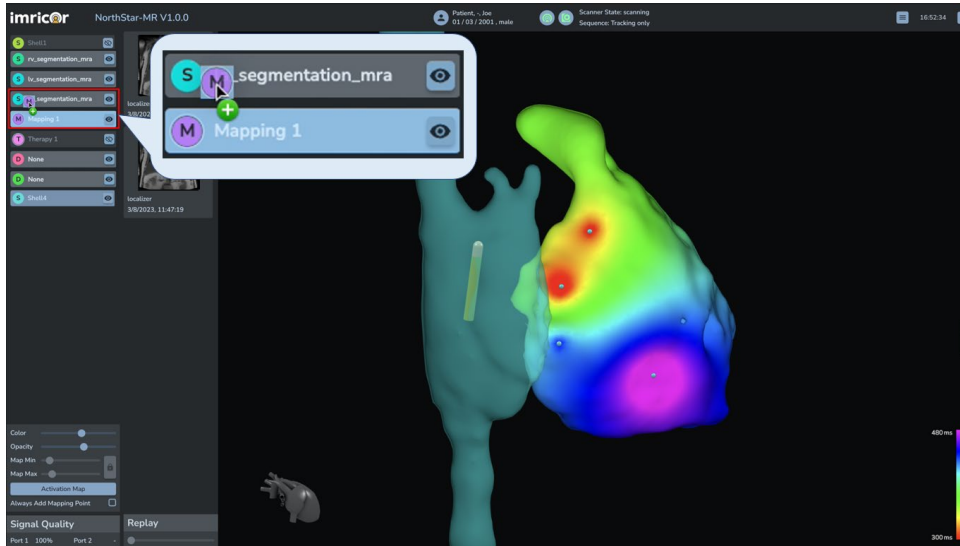 imricor
NorthStar-MR V1.0.0
Patient, -, Joe
01 / 03 / 2001 , male
Scanner State: scanning
Sequence: Tracking only
16:52:34
S Shell1
S rv_segmentation_mra
S lv_segmentation_mra
S _segmentation_mra
M Mapping 1
T Therapy 1
D None
D None
S Shell4
S M _segmentation_mra
M Mapping 1
localizer
3/8/2023, 11:47:19
Color
Opacity
Map Min
Map Max
Activation Map
Always Add Mapping Point
Signal Quality
Port 1 100% Port 2 -
Replay
480 ms
300 ms